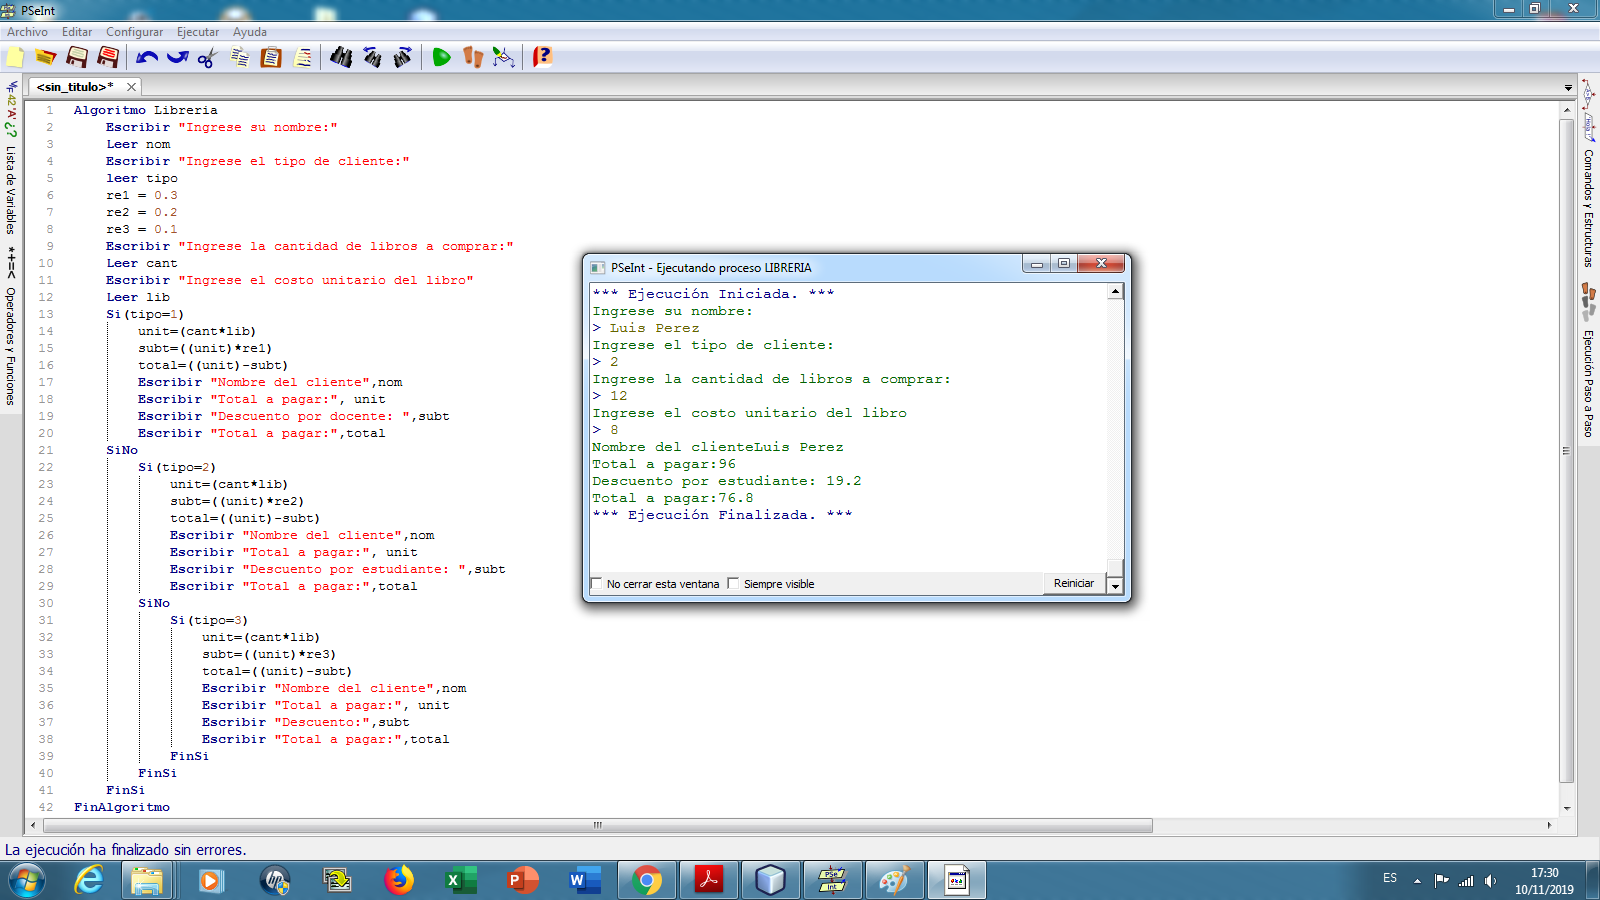 PSeInt
Archivo Editar Configurar Ejecutar Ayuda
<sin_titulo>*
1 Algoritmo Libreria
2 Escribir "Ingrese su nombre:"
3 Leer nom
4 Escribir "Ingrese el tipo de cliente:"
5 leer tipo
6 re1 = 0.3
7 re2 = 0.2
8 re3 = 0.1
9 Escribir "Ingrese la cantidad de libros a comprar:"
10 Leer cant
11 Escribir "Ingrese el costo unitario del libro"
12 Leer lib
13 Si(tipo=1)
14 unit=(cant*lib)
15 subt=((unit)*re1)
16 total=((unit)-subt)
17 Escribir "Nombre del cliente",nom
18 Escribir "Total a pagar:", unit
19 Escribir "Descuento por docente: ",subt
20 Escribir "Total a pagar:",total
21 SiNo
22 Si(tipo=2)
23 unit=(cant*lib)
24 subt=((unit)*re2)
25 total=((unit)-subt)
26 Escribir "Nombre del cliente",nom
27 Escribir "Total a pagar:", unit
28 Escribir "Descuento por estudiante: ",subt
29 Escribir "Total a pagar:",total
30 SiNo
31 Si(tipo=3)
32 unit=(cant*lib)
33 subt=((unit)*re3)
34 total=((unit)-subt)
35 Escribir "Nombre del cliente",nom
36 Escribir "Total a pagar:", unit
37 Escribir "Descuento:",subt
38 Escribir "Total a pagar:",total
39 FinSi
40 FinSi
41 FinSi
42 FinAlgoritmo
Lista de Variables
*+=< Operadores y Funciones
Comandos y Estructuras
Ejecución Paso a Paso
PSeInt - Ejecutando proceso LIBRERIA
*** Ejecución Iniciada. ***
Ingrese su nombre:
> Luis Perez
Ingrese el tipo de cliente:
> 2
Ingrese la cantidad de libros a comprar:
> 12
Ingrese el costo unitario del libro
> 8
Nombre del clienteLuis Perez
Total a pagar:96
Descuento por estudiante: 19.2
Total a pagar:76.8
*** Ejecución Finalizada. ***
No cerrar esta ventana Siempre visible Reiniciar
La ejecución ha finalizado sin errores.
ES
17:30
10/11/2019